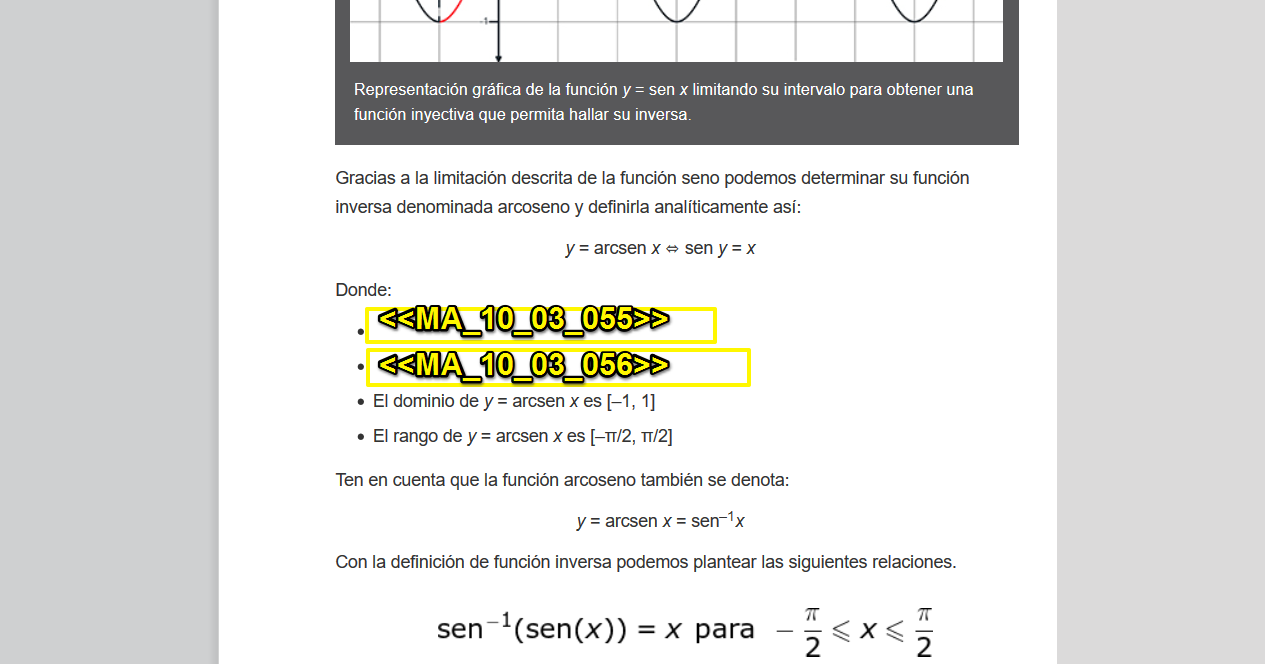 -1
Representación gráfica de la función y = sen x limitando su intervalo para obtener una
función inyectiva que permita hallar su inversa.
Gracias a la limitación descrita de la función seno podemos determinar su función
inversa denominada arcoseno y definirla analíticamente así:
y = arcsen x ⇔ sen y = x
Donde:
• <<MA_10_03_055>>
• <<MA_10_03_056>>
• El dominio de y = arcsen x es [–1, 1]
• El rango de y = arcsen x es [–π/2, π/2]
Ten en cuenta que la función arcoseno también se denota:
y = arcsen x = sen⁻¹x
Con la definición de función inversa podemos plantear las siguientes relaciones.
sen⁻¹(sen(x)) = x para −π/2 ⩽ x ⩽ π/2